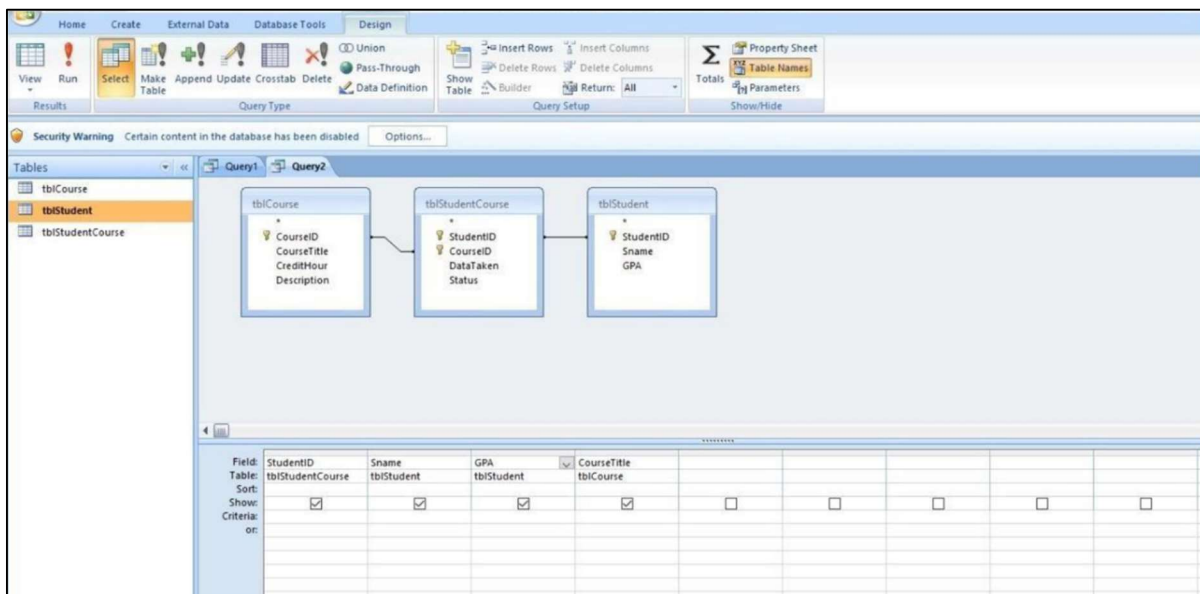 Home Create External Data Database Tools Design
View
Run
Results
Select
Make Table
Append
Update
Crosstab
Delete
Union
Pass-Through
Data Definition
Query Type
Show Table
Insert Rows
Delete Rows
Builder
Insert Columns
Delete Columns
Return: All
Query Setup
Totals
Property Sheet
Table Names
Parameters
Show/Hide
Security Warning Certain content in the database has been disabled Options...
Tables
tblCourse
tblStudent
tblStudentCourse
Query1 Query2
tblCourse
*
CourseID
CourseTitle
CreditHour
Description
tblStudentCourse
*
StudentID
CourseID
DataTaken
Status
tblStudent
*
StudentID
Sname
GPA
Field: StudentID Sname GPA CourseTitle
Table: tblStudentCourse tblStudent tblStudent tblCourse
Sort:
Show:
Criteria:
or: